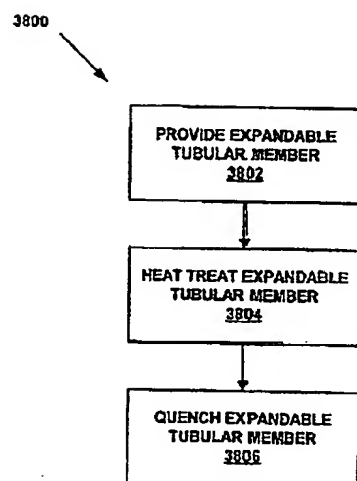 3800
PROVIDE EXPANDABLE
TUBULAR MEMBER
3802
HEAT TREAT EXPANDABLE
TUBULAR MEMBER
3804
QUENCH EXPANDABLE
TUBULAR MEMBER
3806